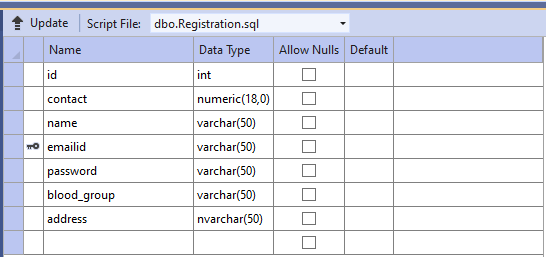 Update Script File: dbo.Registration.sql
Name Data Type Allow Nulls Default
id int
contact numeric(18,0)
name varchar(50)
emailid varchar(50)
password varchar(50)
blood_group varchar(50)
address nvarchar(50)